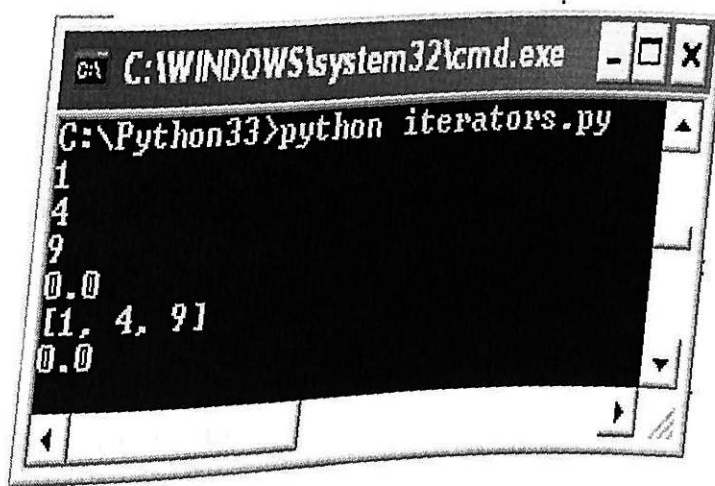 C:\WINDOWS\system32\cmd.exe
C:\Python33>python iterators.py
1
4
9
0.0
[1, 4, 9]
0.0